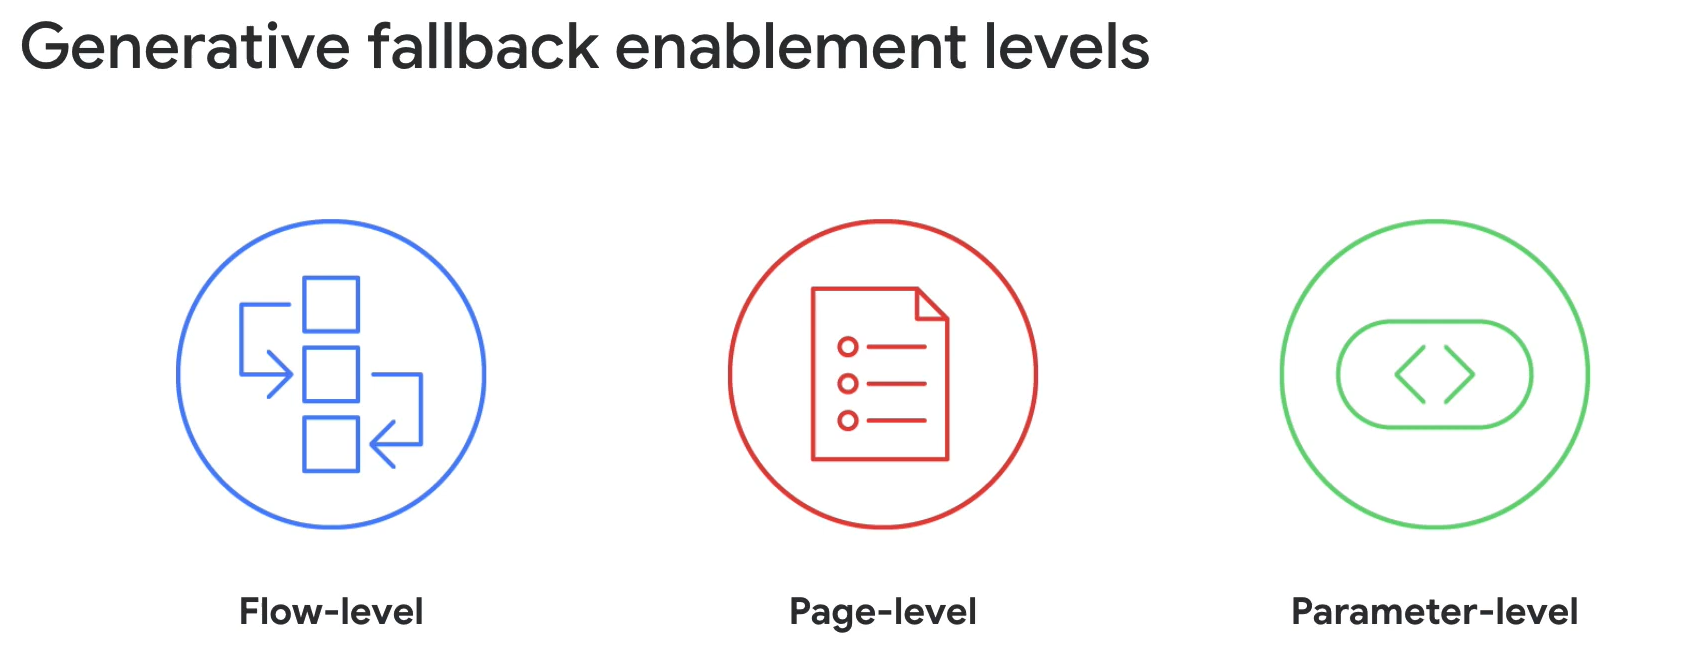 Generative fallback enablement levels
Flow-level
Page-level
Parameter-level